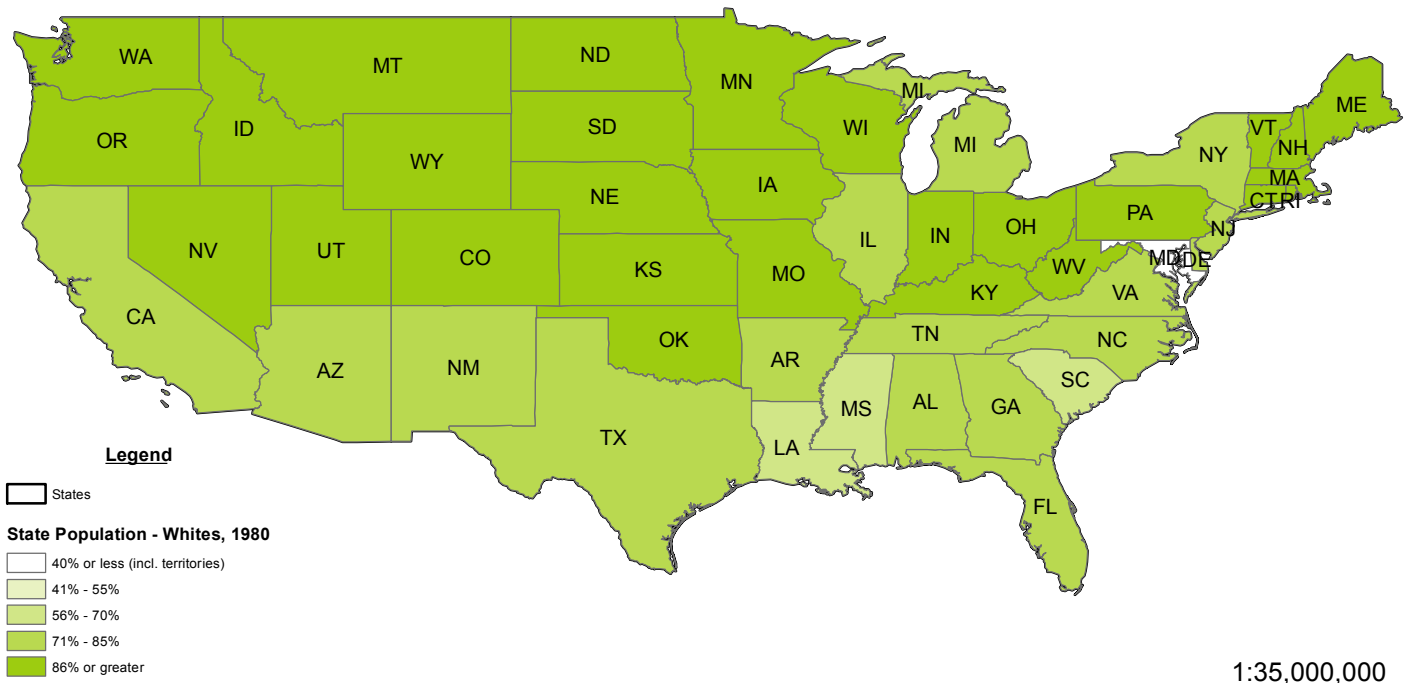 WA
MT
ND
MN
MI
ME
OR
ID
SD
WI
VT
NH
WY
MI
NY
MA
NE
IA
CT
RI
NV
UT
CO
IL
IN
OH
PA
NJ
KS
MO
WV
MD
DE
KY
VA
CA
AZ
NM
OK
AR
TN
NC
SC
MS
AL
GA
TX
LA
FL
Legend
States
State Population - Whites, 1980
40% or less (incl. territories)
41% - 55%
56% - 70%
71% - 85%
86% or greater
1:35,000,000